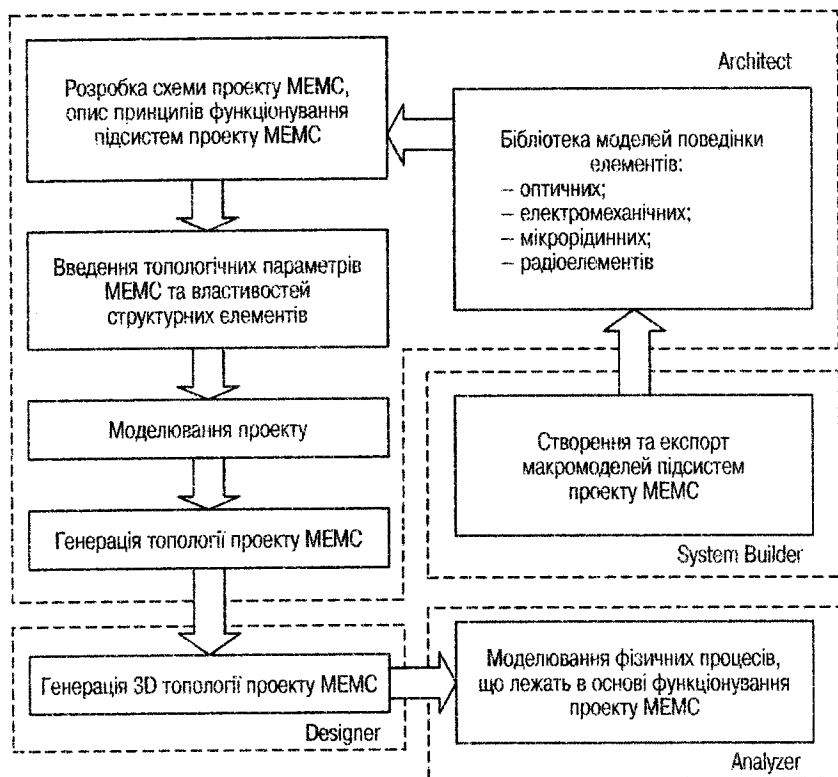 Architect
Розробка схеми проекту МЕМС,
опис принципів функціонування
підсистем проекту МЕМС
Бібліотека моделей поведінки
елементів:
– оптичних;
– електромеханічних;
– мікрорідинних;
– радіоелементів
Введення топологічних параметрів
МЕМС та властивостей
структурних елементів
Моделювання проекту
Створення та експорт
макромоделей підсистем
проекту МЕМС
System Builder
Генерація топології проекту МЕМС
Генерація 3D топології проекту МЕМС
Designer
Моделювання фізичних процесів,
що лежать в основі функціонування
проекту МЕМС
Analyzer